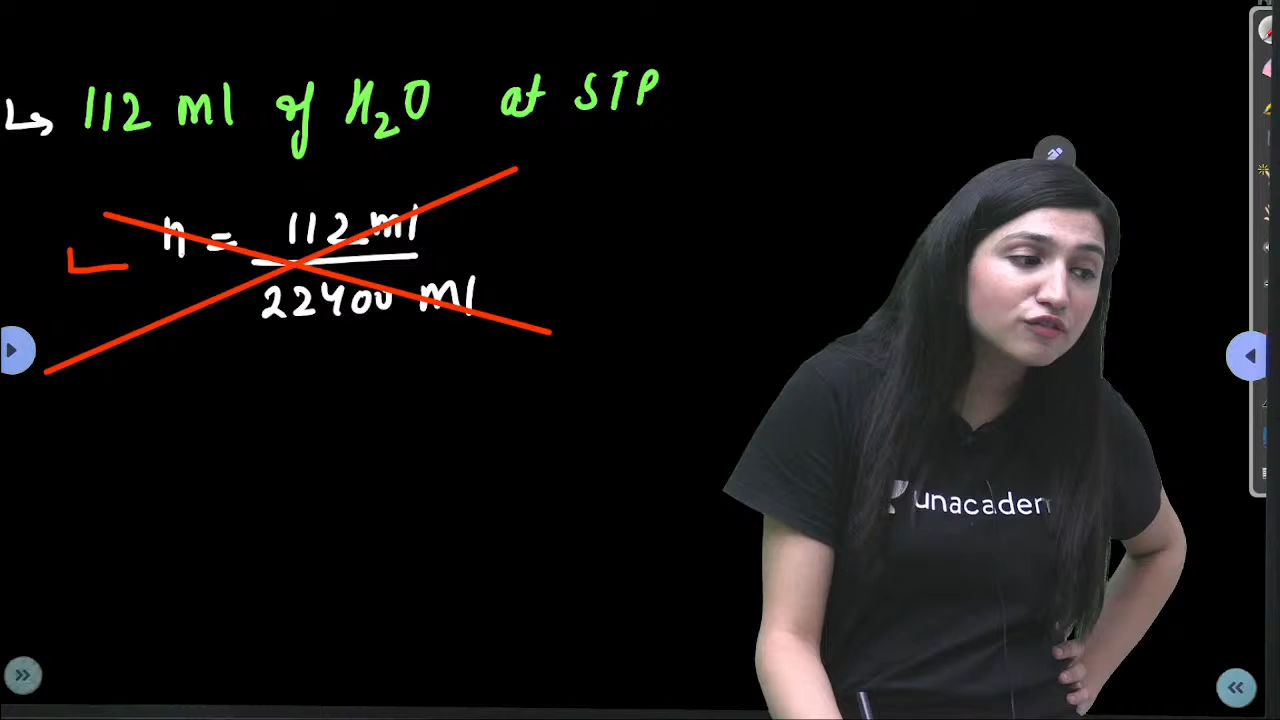 112 ml of H₂O at STP
n = 112 ml
22400 ml
unacadem